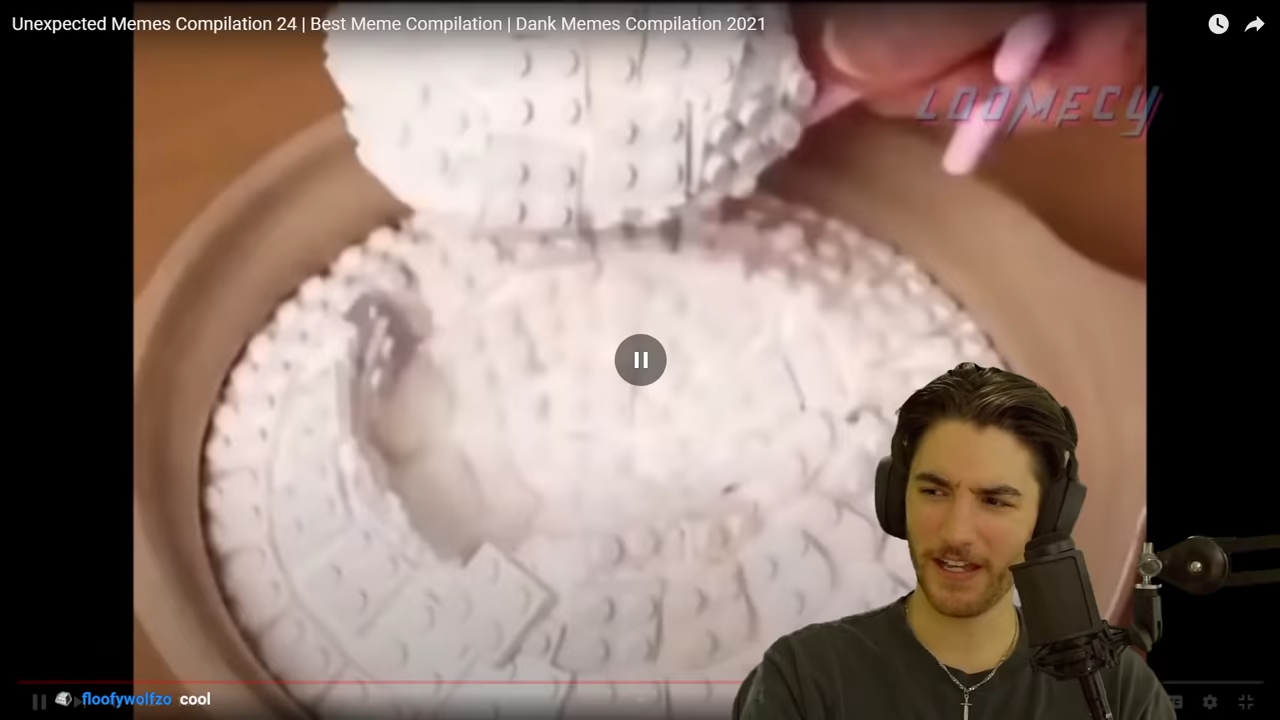 Unexpected Memes Compilation 24 | Best Meme Compilation | Dank Memes Compilation 2021
LOOMECY
floofywolfzo cool